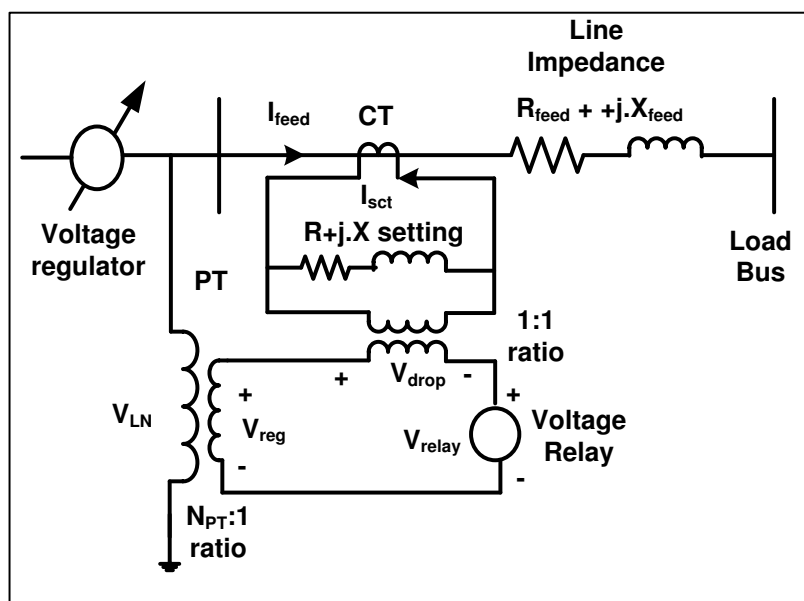 Line
Impedance
I_feed
CT
R_feed + +j.X_feed
I_sct
R+j.X setting
Voltage
regulator
PT
Load
Bus
1:1
ratio
+
V_drop
-
V_LN
+
V_reg
-
+
V_relay
-
Voltage
Relay
N_PT:1
ratio